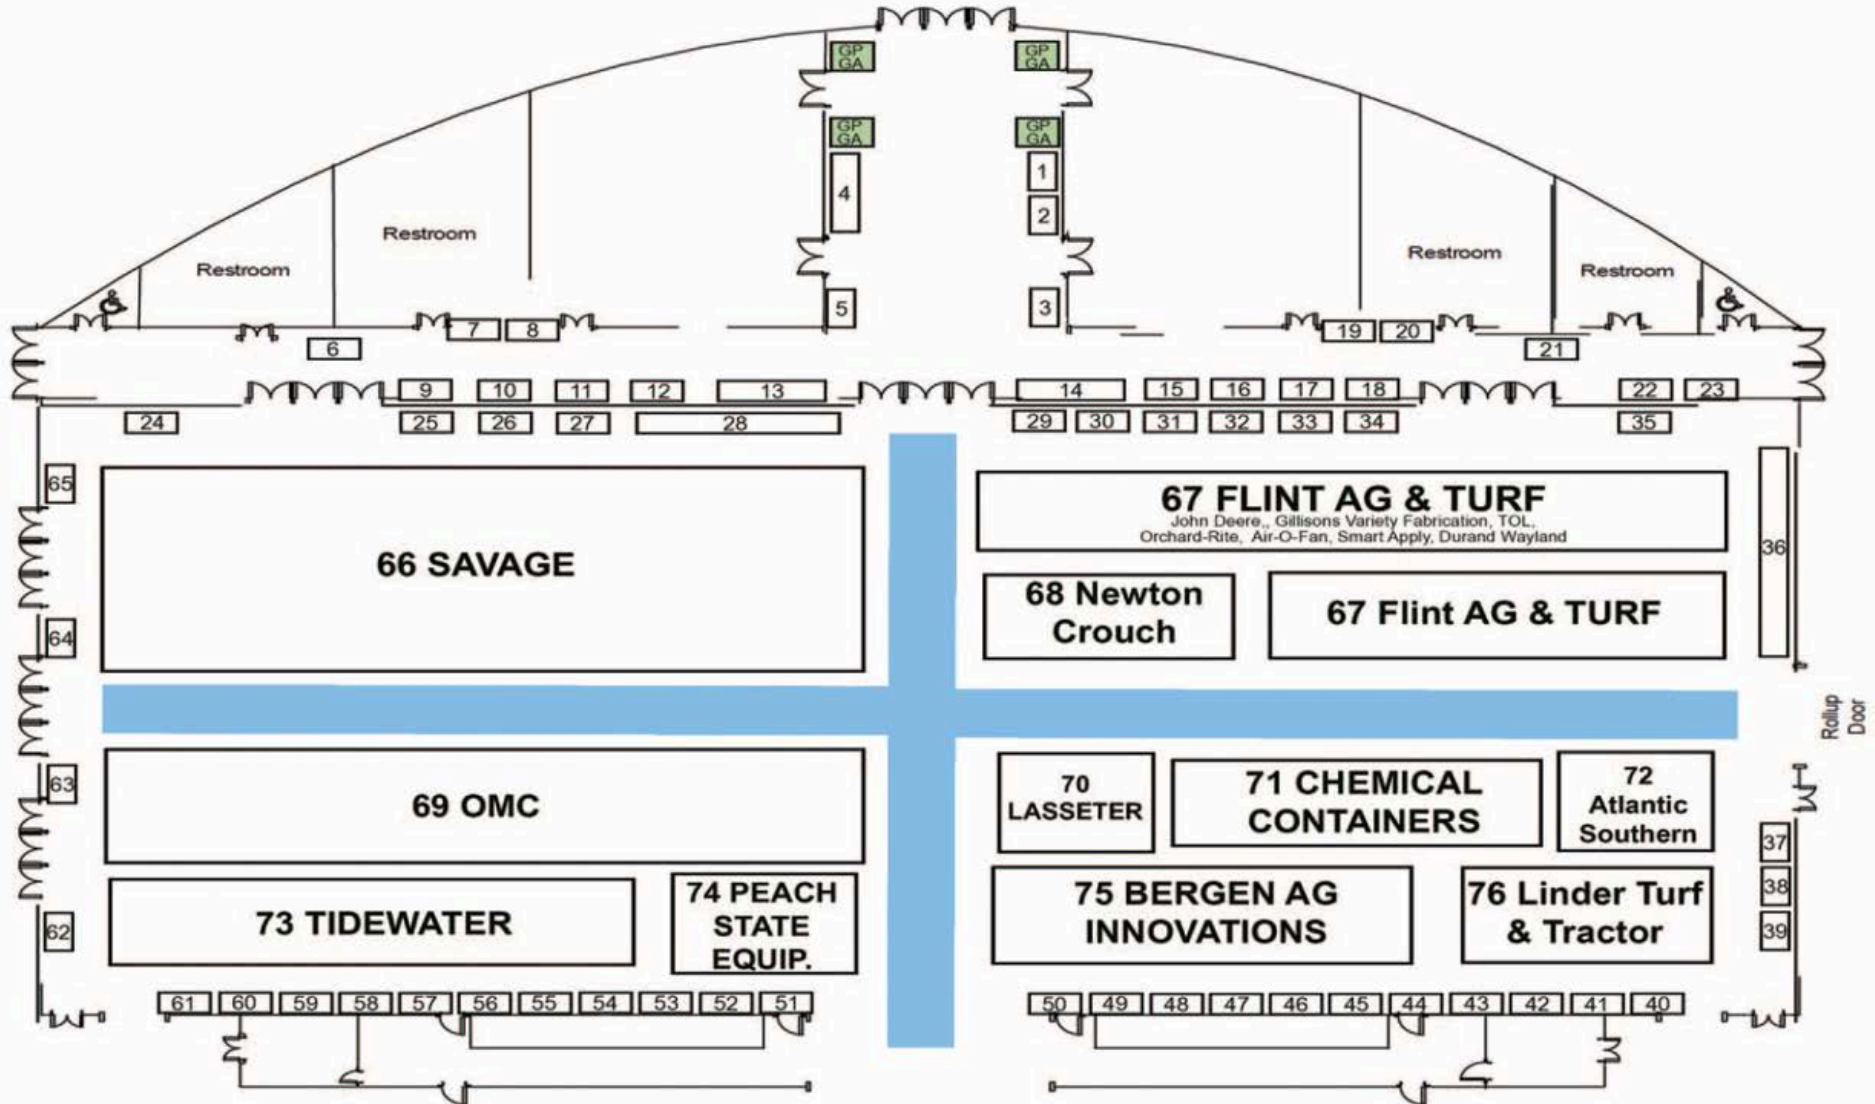 GP
GA
GP
GA
GP
GA
GP
GA
1
4
2
Restroom
Restroom
Restroom
Restroom
5
3
7
8
19
20
6
21
9
10
11
12
13
14
15
16
17
18
22
23
24
25
26
27
28
29
30
31
32
33
34
35
65
66 SAVAGE
67 FLINT AG & TURF
John Deere,, Gillisons Variety Fabrication, TOL,
Orchard-Rite, Air-O-Fan, Smart Apply, Durand Wayland
36
68 Newton
Crouch
67 Flint AG & TURF
64
Rollup
Door
63
69 OMC
70
LASSETER
71 CHEMICAL
CONTAINERS
72
Atlantic
Southern
37
38
39
62
73 TIDEWATER
74 PEACH
STATE
EQUIP.
75 BERGEN AG
INNOVATIONS
76 Linder Turf
& Tractor
61
60
59
58
57
56
55
54
53
52
51
50
49
48
47
46
45
44
43
42
41
40